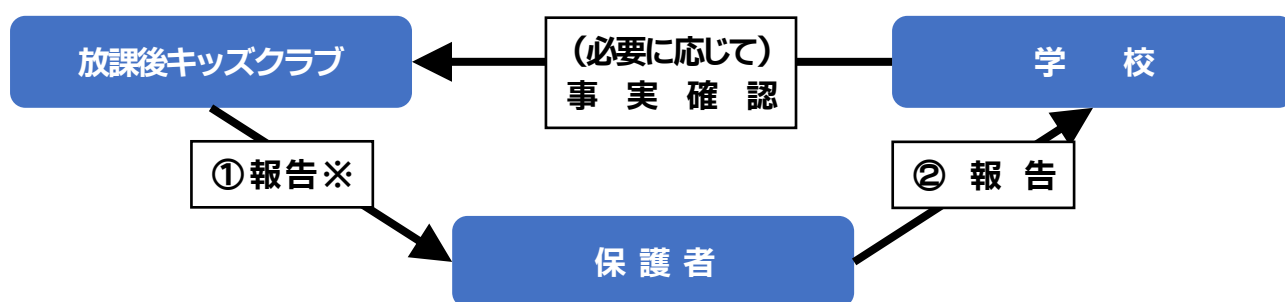 放課後キッズクラブ
(必要に応じて)
事実確認
学校
①報告※
②報告
保護者